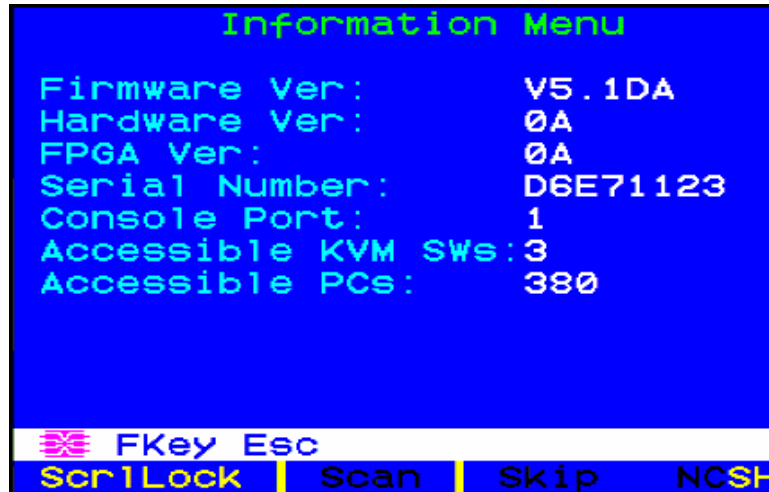 Information Menu
Firmware Ver: V5.1DA
Hardware Ver: 0A
FPGA Ver: 0A
Serial Number: D6E71123
Console Port: 1
Accessible KVM SWs:3
Accessible PCs: 380
FKey Esc
ScrlLock Scan Skip NCSH